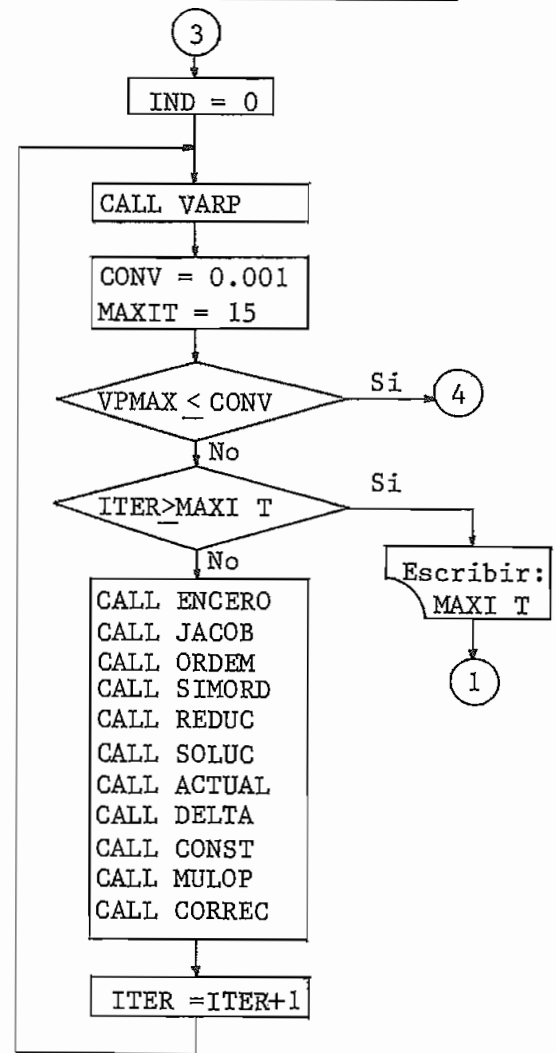 3
IND = 0
CALL VARP
CONV = 0.001
MAXIT = 15
VPMAX ≤ CONV
Si
4
No
ITER≥MAXI T
Si
No
Escribir:
MAXI T
1
CALL ENCERO
CALL JACOB
CALL ORDEM
CALL SIMORD
CALL REDUC
CALL SOLUC
CALL ACTUAL
CALL DELTA
CALL CONST
CALL MULOP
CALL CORREC
ITER =ITER+1